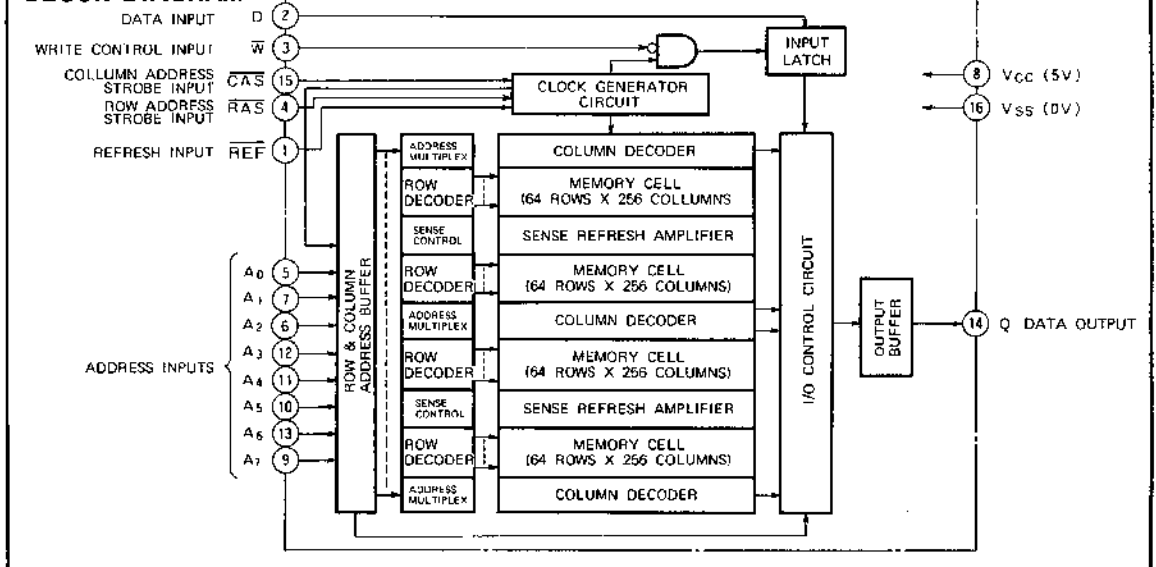 DATA INPUT D 2
WRITE CONTROL INPUT W̅ 3
COLLUMN ADDRESS
STROBE INPUT C̅A̅S̅ 15
ROW ADDRESS
STROBE INPUT R̅A̅S̅ 4
REFRESH INPUT R̅E̅F̅ 1
ADDRESS INPUTS
A0 5
A1 7
A2 6
A3 12
A4 11
A5 10
A6 13
A7 9
ROW & COLUMN
ADDRESS BUFFER
CLOCK GENERATOR
CIRCUIT
INPUT
LATCH
8 VCC (5V)
16 VSS (0V)
ADDRESS
MULTIPLEX
COLUMN DECODER
ROW
DECODER
MEMORY CELL
(64 ROWS X 256 COLLUMNS
SENSE
CONTROL
SENSE REFRESH AMPLIFIER
ROW
DECODER
MEMORY CELL
(64 ROWS X 256 COLUMNS)
ADDRESS
MULTIPLEX
COLUMN DECODER
ROW
DECODER
MEMORY CELL
(64 ROWS X 256 COLUMNS)
SENSE
CONTROL
SENSE REFRESH AMPLIFIER
ROW
DECODER
MEMORY CELL
(64 ROWS X 256 COLUMNS)
ADDRESS
MULTIPLEX
COLUMN DECODER
I/O CONTROL CIRCUIT
OUTPUT
BUFFER
14 Q DATA OUTPUT